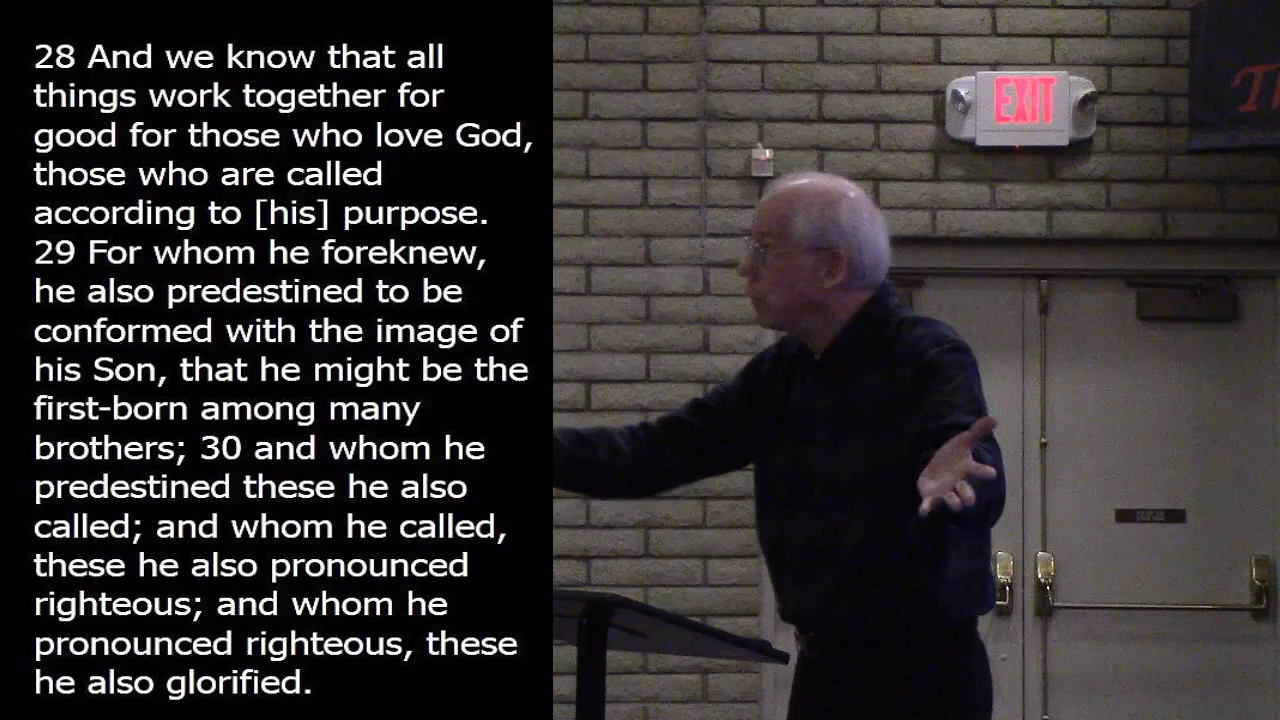 28 And we know that all
things work together for
good for those who love God,
those who are called
according to [his] purpose.
29 For whom he foreknew,
he also predestined to be
conformed with the image of
his Son, that he might be the
first-born among many
brothers; 30 and whom he
predestined these he also
called; and whom he called,
these he also pronounced
righteous; and whom he
pronounced righteous, these
he also glorified.
EXIT